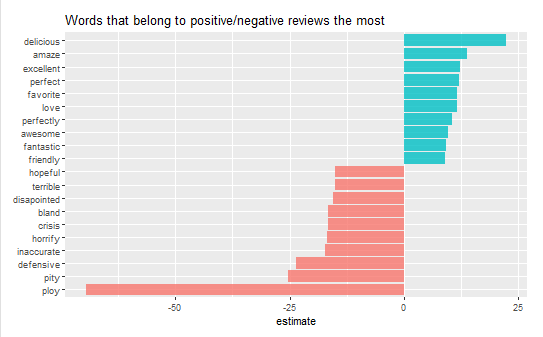 Words that belong to positive/negative reviews the most
delicious
amaze
excellent
perfect
favorite
love
perfectly
awesome
fantastic
friendly
hopeful
terrible
disapointed
bland
crisis
horrify
inaccurate
defensive
pity
ploy
-50 -25 0 25
estimate